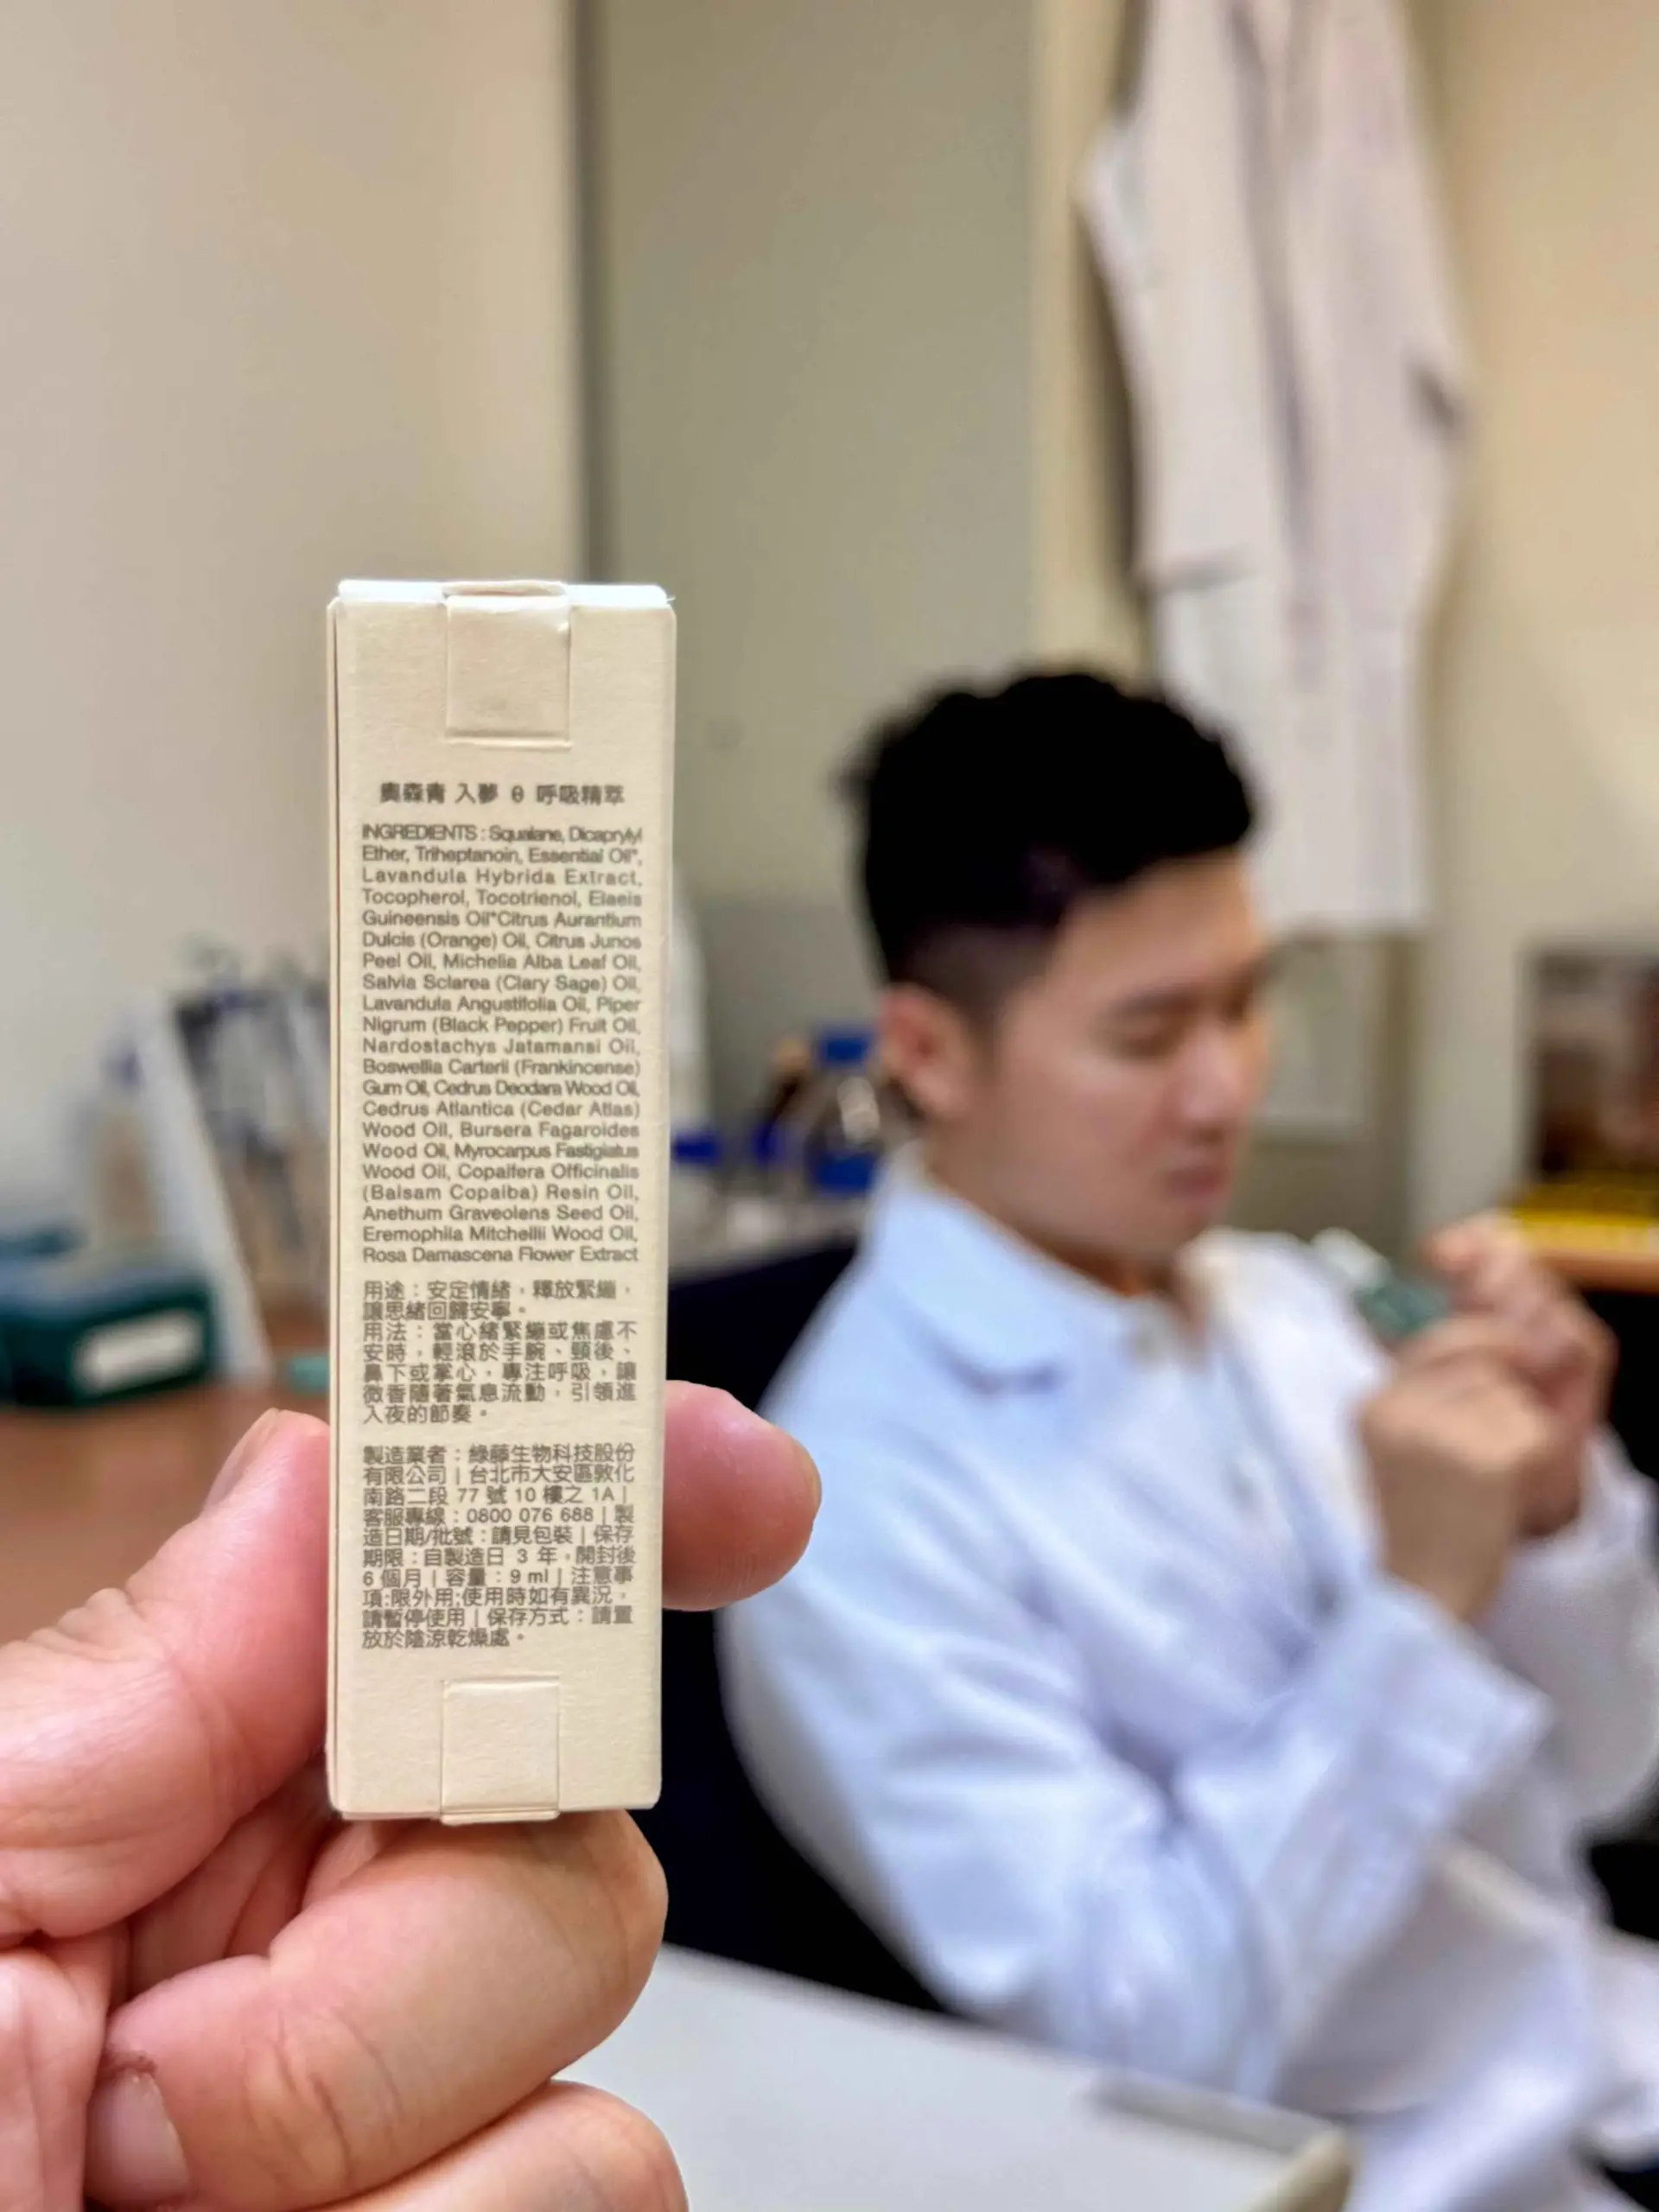 奧森青 入夢 θ 呼吸精萃
INGREDIENTS : Squalane, Dicaprylyl
Ether, Triheptanoin, Essential Oil*,
Lavandula Hybrida Extract,
Tocopherol, Tocotrienol, Elaeis
Guineensis Oil*Citrus Aurantium
Dulcis (Orange) Oil, Citrus Junos
Peel Oil, Michelia Alba Leaf Oil,
Salvia Sclarea (Clary Sage) Oil,
Lavandula Angustifolia Oil, Piper
Nigrum (Black Pepper) Fruit Oil,
Nardostachys Jatamansi Oil,
Boswellia Carterii (Frankincense)
Gum Oil, Cedrus Deodara Wood Oil,
Cedrus Atlantica (Cedar Atlas)
Wood Oil, Bursera Fagaroides
Wood Oil, Myrocarpus Fastigiatus
Wood Oil, Copaifera Officinalis
(Balsam Copaiba) Resin Oil,
Anethum Graveolens Seed Oil,
Eremophila Mitchellii Wood Oil,
Rosa Damascena Flower Extract
用途：安定情緒，釋放緊繃，
讓思緒回歸安寧。
用法：當心緒緊繃或焦慮不
安時，輕滾於手腕、頸後、
鼻下或掌心，專注呼吸，讓
微香隨著氣息流動，引領進
入夜的節奏。
製造業者：綠藤生物科技股份
有限公司 | 台北市大安區敦化
南路二段 77 號 10 樓之 1A |
客服專線：0800 076 688 | 製
造日期/批號：請見包裝 | 保存
期限：自製造日 3 年，開封後
6 個月 | 容量：9 ml | 注意事
項:限外用;使用時如有異況，
請暫停使用 | 保存方式：請置
放於陰涼乾燥處。